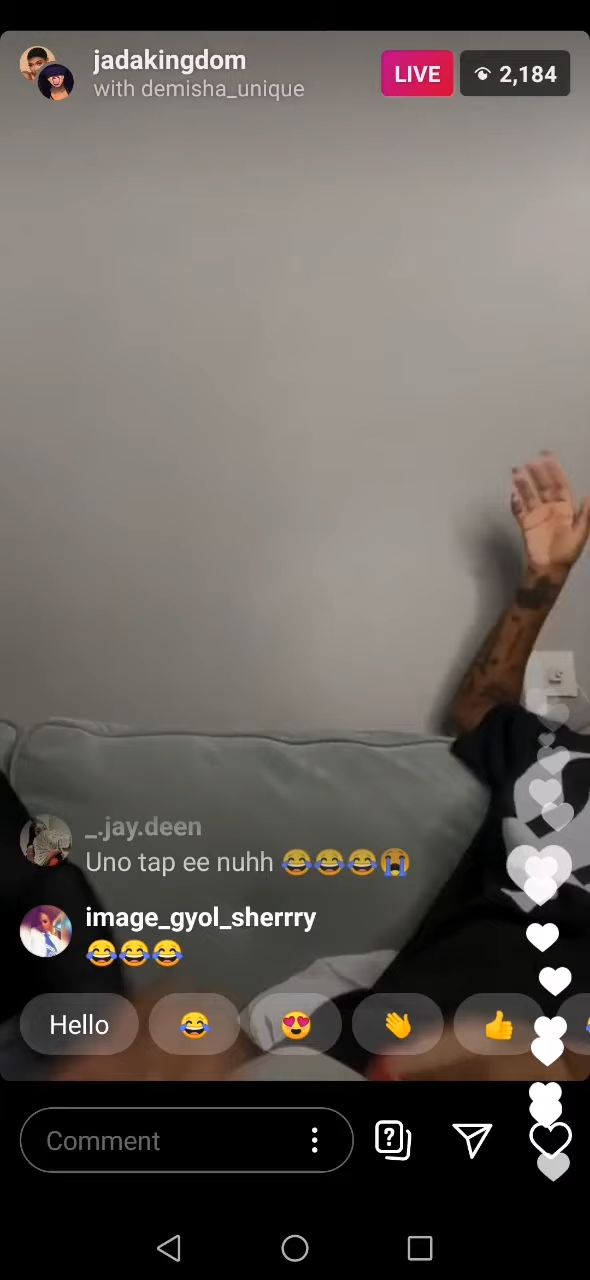 jadakingdom
with demisha_unique
LIVE
2,184
_.jay.deen
Uno tap ee nuhh 😂😂😂😭
image_gyol_sherrry
😂😂😂
Hello 😂 😍 👋 👍
Comment
?